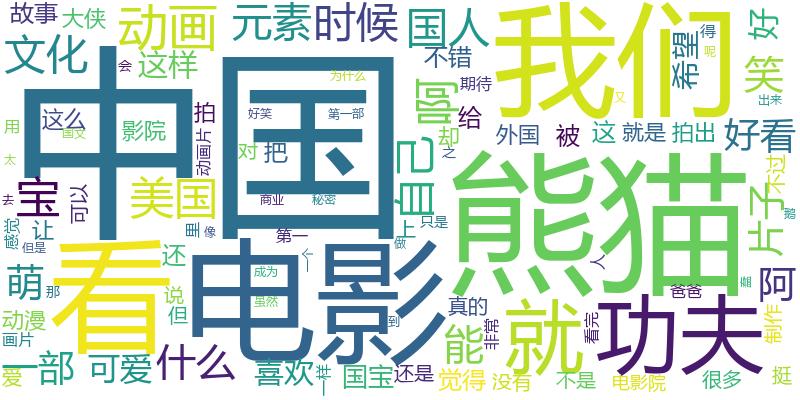 故事
大侠
动画
元素
时候
国人
我们
好
文化
这样
不错
希望
得
呢
会
为什么
期待
笑
中国
这么
影院
拍
好笑
第一部
啊
给
又
出来
用
国父
动画片
对
把
却
外国
被
这
就是
拍出
好看
太
宝
可以
美国
商业
秘密
自己
之
熊猫
片子
不过
去
感觉
让
里
像
第一
上
只是
鹅
但是
看
还
一个
做
人
萌
那
说
成为
电影
真的
爸爸
阿
动漫
但
虽然
到
能
非常
就
看完
功夫
制作
画片
爱
一部
可爱
什么
喜欢
一样
国宝
还是
觉得
没有
不是
电影院
很多
挺